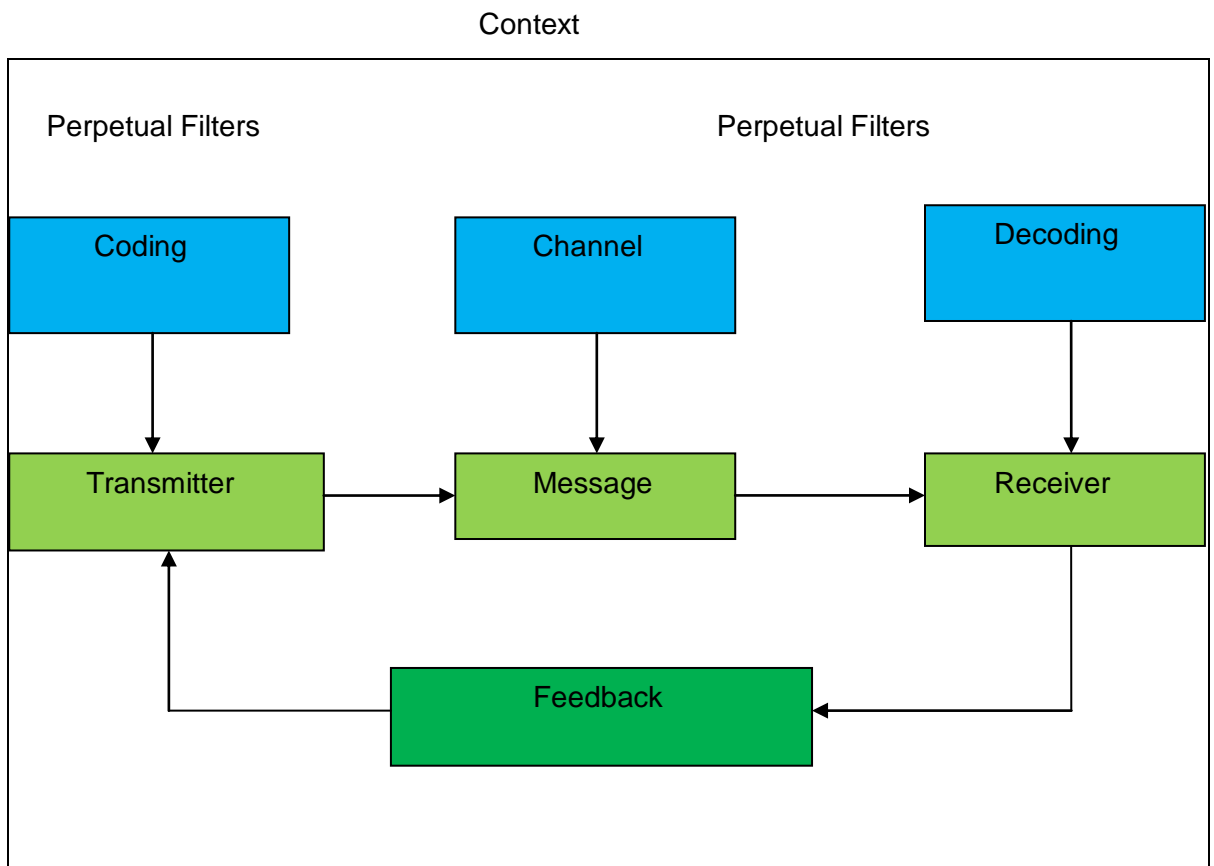 Context
Perpetual Filters
Perpetual Filters
Coding
Channel
Decoding
Transmitter
Message
Receiver
Feedback